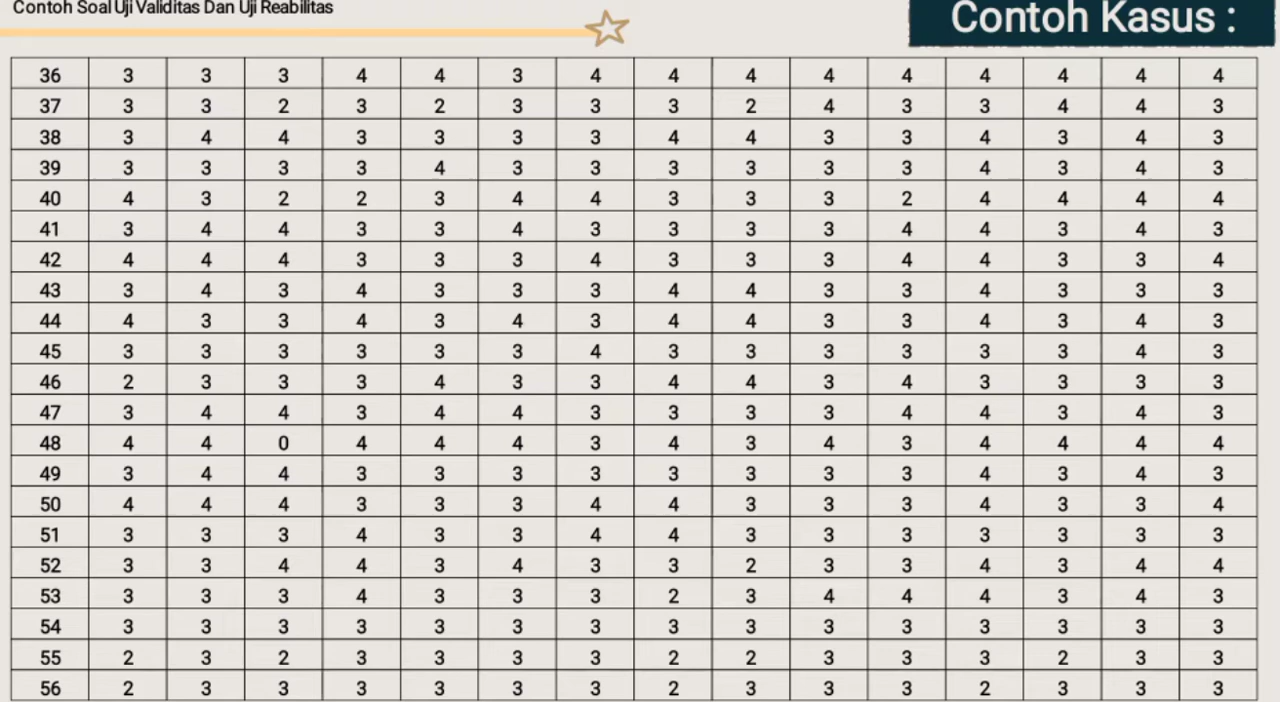 Contoh Soal Uji Validitas Dan Uji Reabilitas
Contoh Kasus :
36 3 3 3 4 4 3 4 4 4 4 4 4 4 4 4
37 3 3 2 3 2 3 3 3 2 4 3 3 4 4 3
38 3 4 4 3 3 3 3 4 4 3 3 4 3 4 3
39 3 3 3 3 4 3 3 3 3 3 3 4 3 4 3
40 4 3 2 2 3 4 4 3 3 3 2 4 4 4 4
41 3 4 4 3 3 4 3 3 3 3 4 4 3 4 3
42 4 4 4 3 3 3 4 3 3 3 4 4 3 3 4
43 3 4 3 4 3 3 3 4 4 3 3 4 3 3 3
44 4 3 3 4 3 4 3 4 4 3 3 4 3 4 3
45 3 3 3 3 3 3 4 3 3 3 3 3 3 4 3
46 2 3 3 3 4 3 3 4 4 3 4 3 3 3 3
47 3 4 4 3 4 4 3 3 3 3 4 4 3 4 3
48 4 4 0 4 4 4 3 4 3 4 3 4 4 4 4
49 3 4 4 3 3 3 3 3 3 3 3 4 3 4 3
50 4 4 4 3 3 3 4 4 3 3 3 4 3 3 4
51 3 3 3 4 3 3 4 4 3 3 3 3 3 3 3
52 3 3 4 4 3 4 3 3 2 3 3 4 3 4 4
53 3 3 3 4 3 3 3 2 3 4 4 4 3 4 3
54 3 3 3 3 3 3 3 3 3 3 3 3 3 3 3
55 2 3 2 3 3 3 3 2 2 3 3 3 2 3 3
56 2 3 3 3 3 3 3 2 3 3 3 2 3 3 3